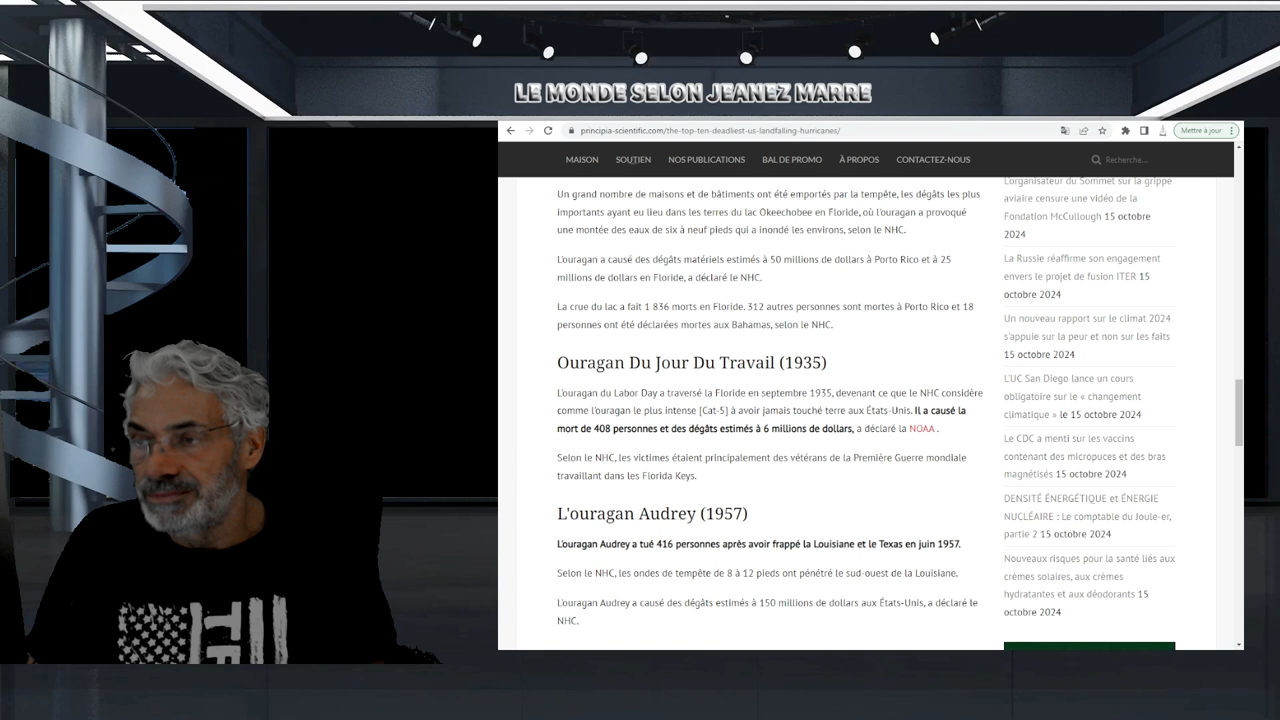 LE MONDE SELON JEANEZ MARRE
principia-scientific.com/the-top-ten-deadliest-us-landfalling-hurricanes/
Mettre à jour
MAISON SOUTIEN NOS PUBLICATIONS BAL DE PROMO À PROPOS CONTACTEZ-NOUS Recherche...
Un grand nombre de maisons et de bâtiments ont été emportés par la tempête, les dégâts les plus
importants ayant eu lieu dans les terres du lac Okeechobee en Floride, où l'ouragan a provoqué
une montée des eaux de six à neuf pieds qui a inondé les environs, selon le NHC.
L'ouragan a causé des dégâts matériels estimés à 50 millions de dollars à Porto Rico et à 25
millions de dollars en Floride, a déclaré le NHC.
La crue du lac a fait 1 836 morts en Floride. 312 autres personnes sont mortes à Porto Rico et 18
personnes ont été déclarées mortes aux Bahamas, selon le NHC.
Ouragan Du Jour Du Travail (1935)
L'ouragan du Labor Day a traversé la Floride en septembre 1935, devenant ce que le NHC considère
comme l'ouragan le plus intense [Cat-5] à avoir jamais touché terre aux États-Unis. Il a causé la
mort de 408 personnes et des dégâts estimés à 6 millions de dollars, a déclaré la NOAA .
Selon le NHC, les victimes étaient principalement des vétérans de la Première Guerre mondiale
travaillant dans les Florida Keys.
L'ouragan Audrey (1957)
L'ouragan Audrey a tué 416 personnes après avoir frappé la Louisiane et le Texas en juin 1957.
Selon le NHC, les ondes de tempête de 8 à 12 pieds ont pénétré le sud-ouest de la Louisiane.
L'ouragan Audrey a causé des dégâts estimés à 150 millions de dollars aux États-Unis, a déclaré le
NHC.
L'organisateur du Sommet sur la grippe
aviaire censure une vidéo de la
Fondation McCullough 15 octobre
2024
La Russie réaffirme son engagement
envers le projet de fusion ITER 15
octobre 2024
Un nouveau rapport sur le climat 2024
s'appuie sur la peur et non sur les faits
15 octobre 2024
L'UC San Diego lance un cours
obligatoire sur le « changement
climatique » le 15 octobre 2024
Le CDC a menti sur les vaccins
contenant des micropuces et des bras
magnétisés 15 octobre 2024
DENSITÉ ÉNERGÉTIQUE et ÉNERGIE
NUCLÉAIRE : Le comptable du Joule-er,
partie 2 15 octobre 2024
Nouveaux risques pour la santé liés aux
crèmes solaires, aux crèmes
hydratantes et aux déodorants 15
octobre 2024